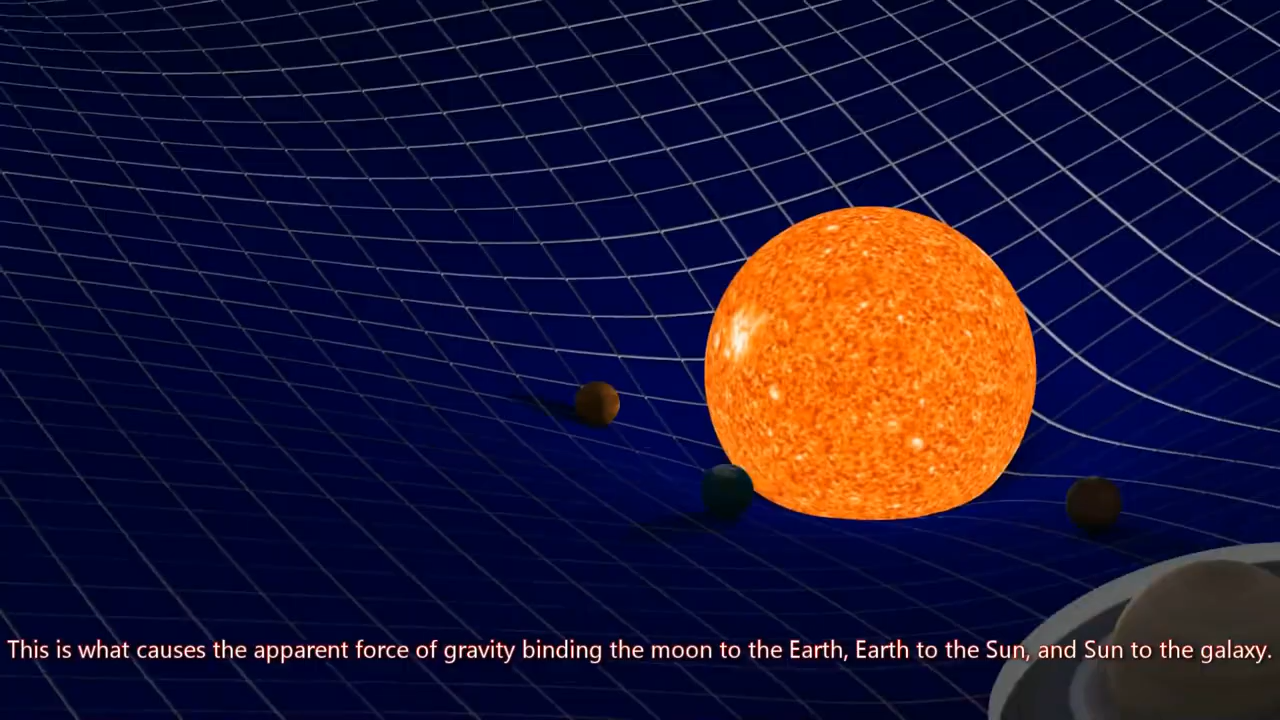 This is what causes the apparent force of gravity binding the moon to the Earth, Earth to the Sun, and Sun to the galaxy.